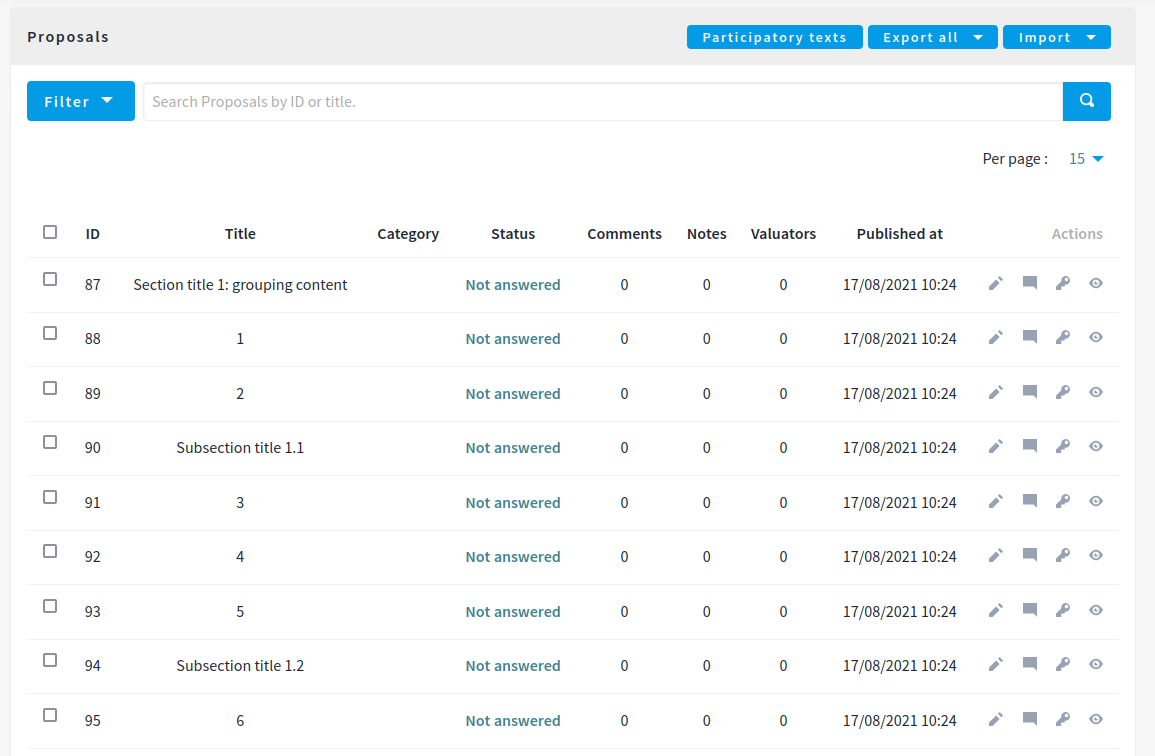 Proposals Participatory texts Export all Import
Filter Search Proposals by ID or title.
Per page : 15
ID Title Category Status Comments Notes Valuators Published at Actions
87 Section title 1: grouping content Not answered 0 0 0 17/08/2021 10:24
88 1 Not answered 0 0 0 17/08/2021 10:24
89 2 Not answered 0 0 0 17/08/2021 10:24
90 Subsection title 1.1 Not answered 0 0 0 17/08/2021 10:24
91 3 Not answered 0 0 0 17/08/2021 10:24
92 4 Not answered 0 0 0 17/08/2021 10:24
93 5 Not answered 0 0 0 17/08/2021 10:24
94 Subsection title 1.2 Not answered 0 0 0 17/08/2021 10:24
95 6 Not answered 0 0 0 17/08/2021 10:24